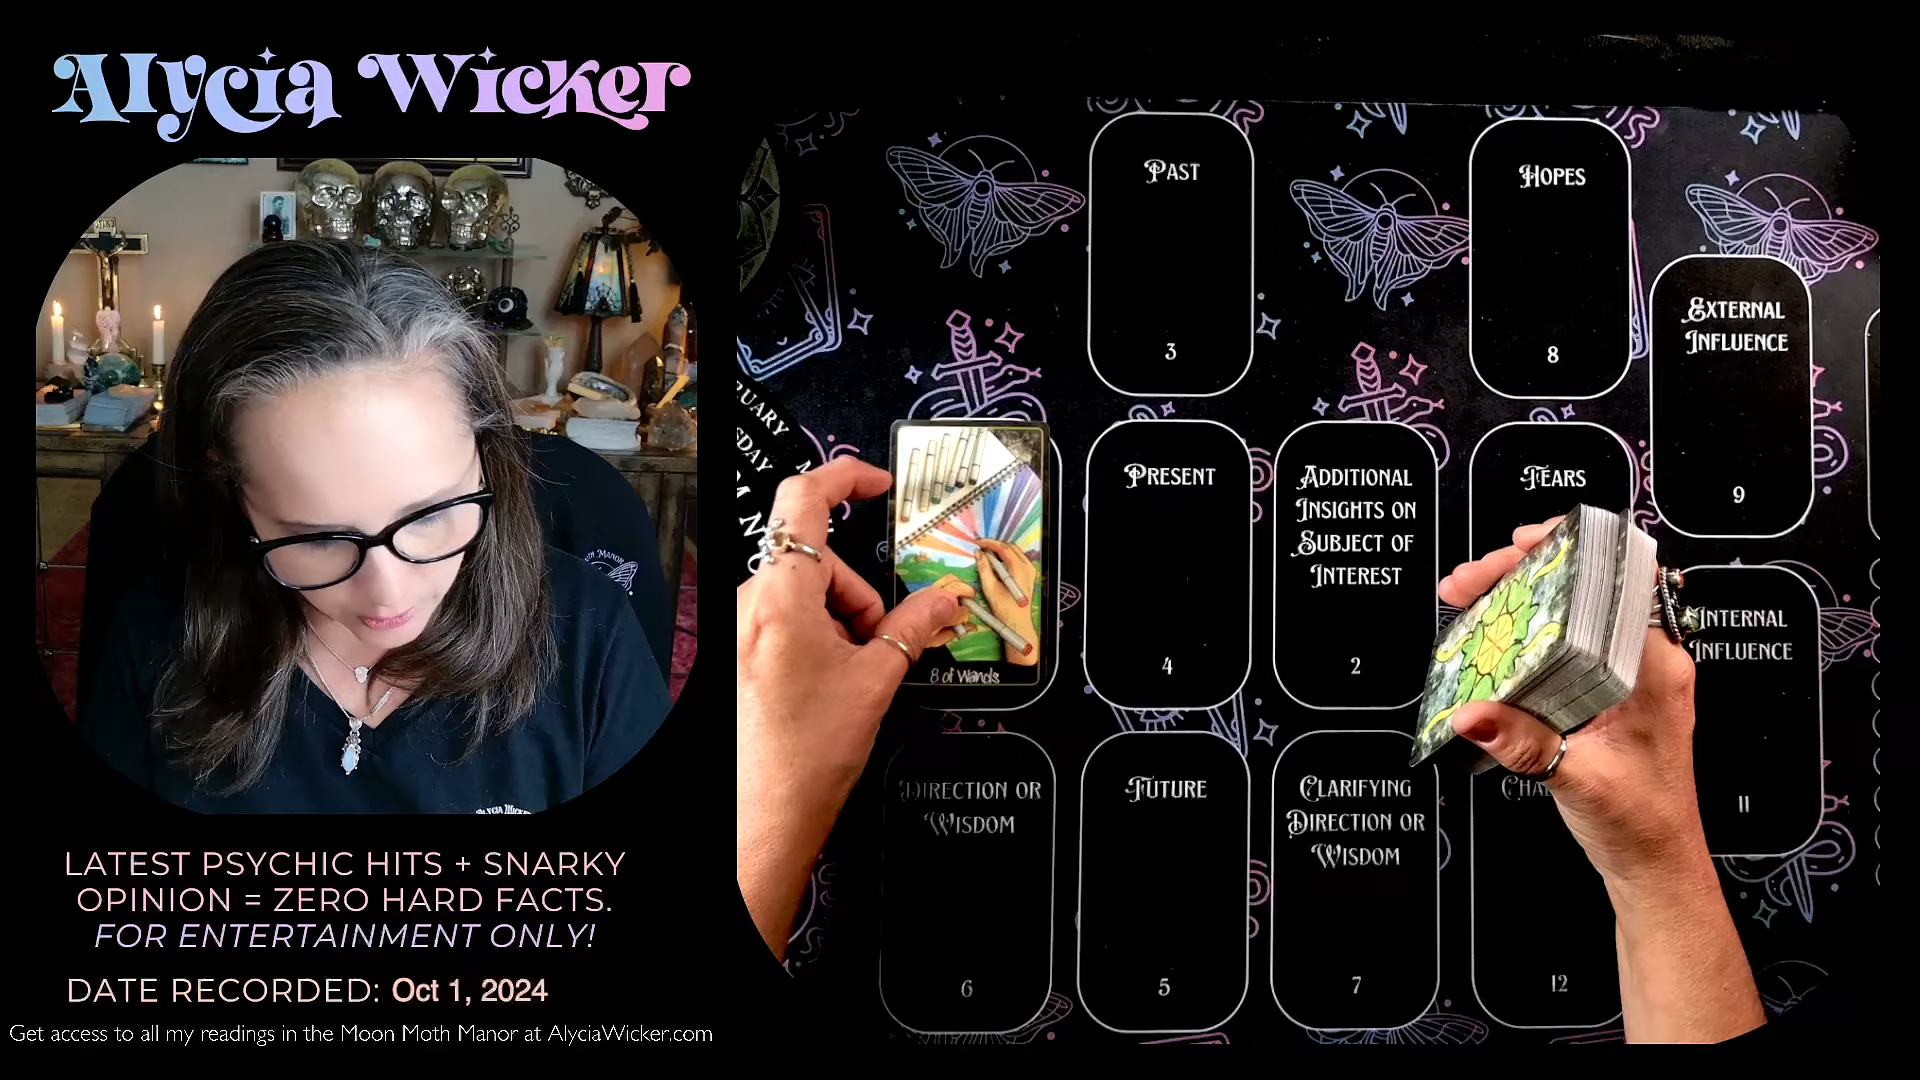 Alycia Wicker
LATEST PSYCHIC HITS + SNARKY
OPINION = ZERO HARD FACTS.
FOR ENTERTAINMENT ONLY!
DATE RECORDED: Oct 1, 2024
Get access to all my readings in the Moon Moth Manor at AlyciaWicker.com
PAST
3
HOPES
8
EXTERNAL
INFLUENCE
9
8 of Wands
PRESENT
4
ADDITIONAL
INSIGHTS ON
SUBJECT OF
INTEREST
2
TEARS
INTERNAL
INFLUENCE
11
DIRECTION OR
WISDOM
6
FUTURE
5
CLARIFYING
DIRECTION OR
WISDOM
7
12